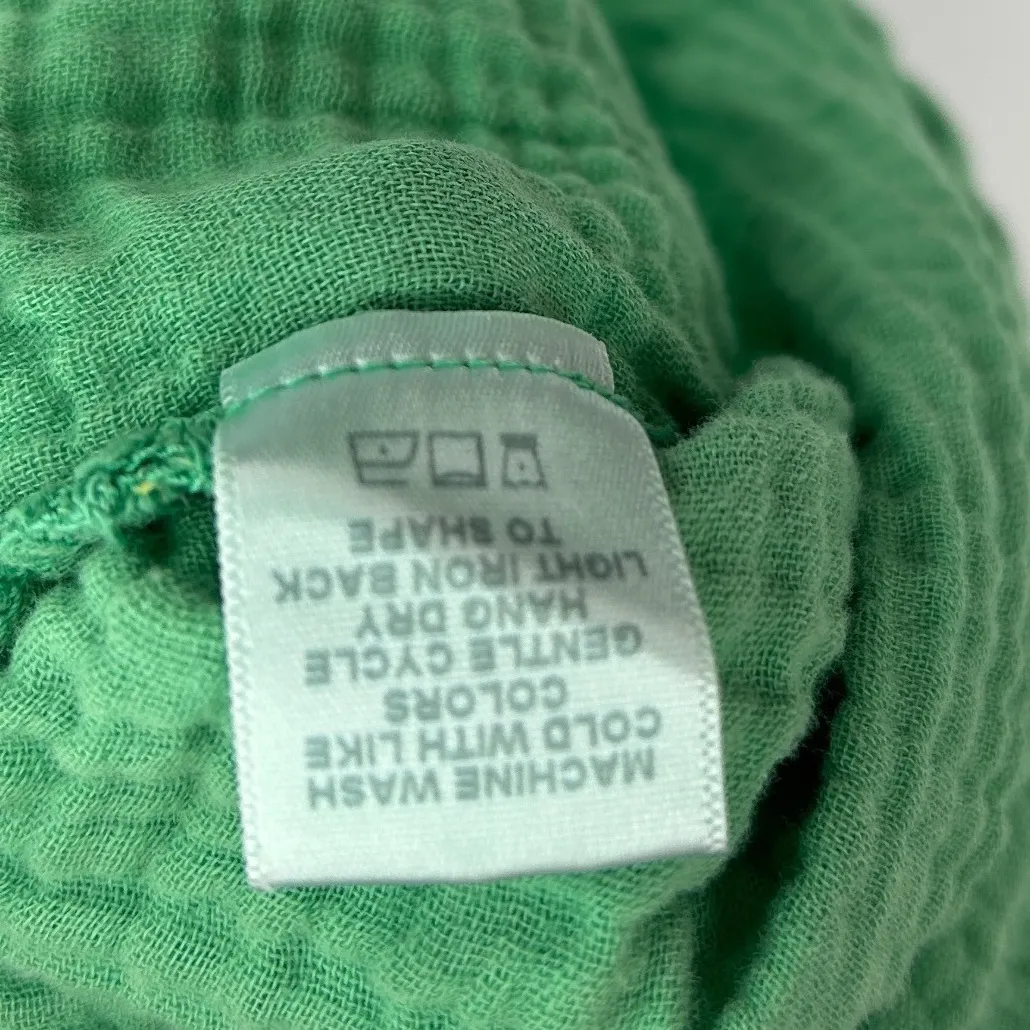 MACHINE WASH
COLD WITH LIKE
COLORS
GENTLE CYCLE
HANG DRY
LIGHT IRON BACK
TO SHAPE